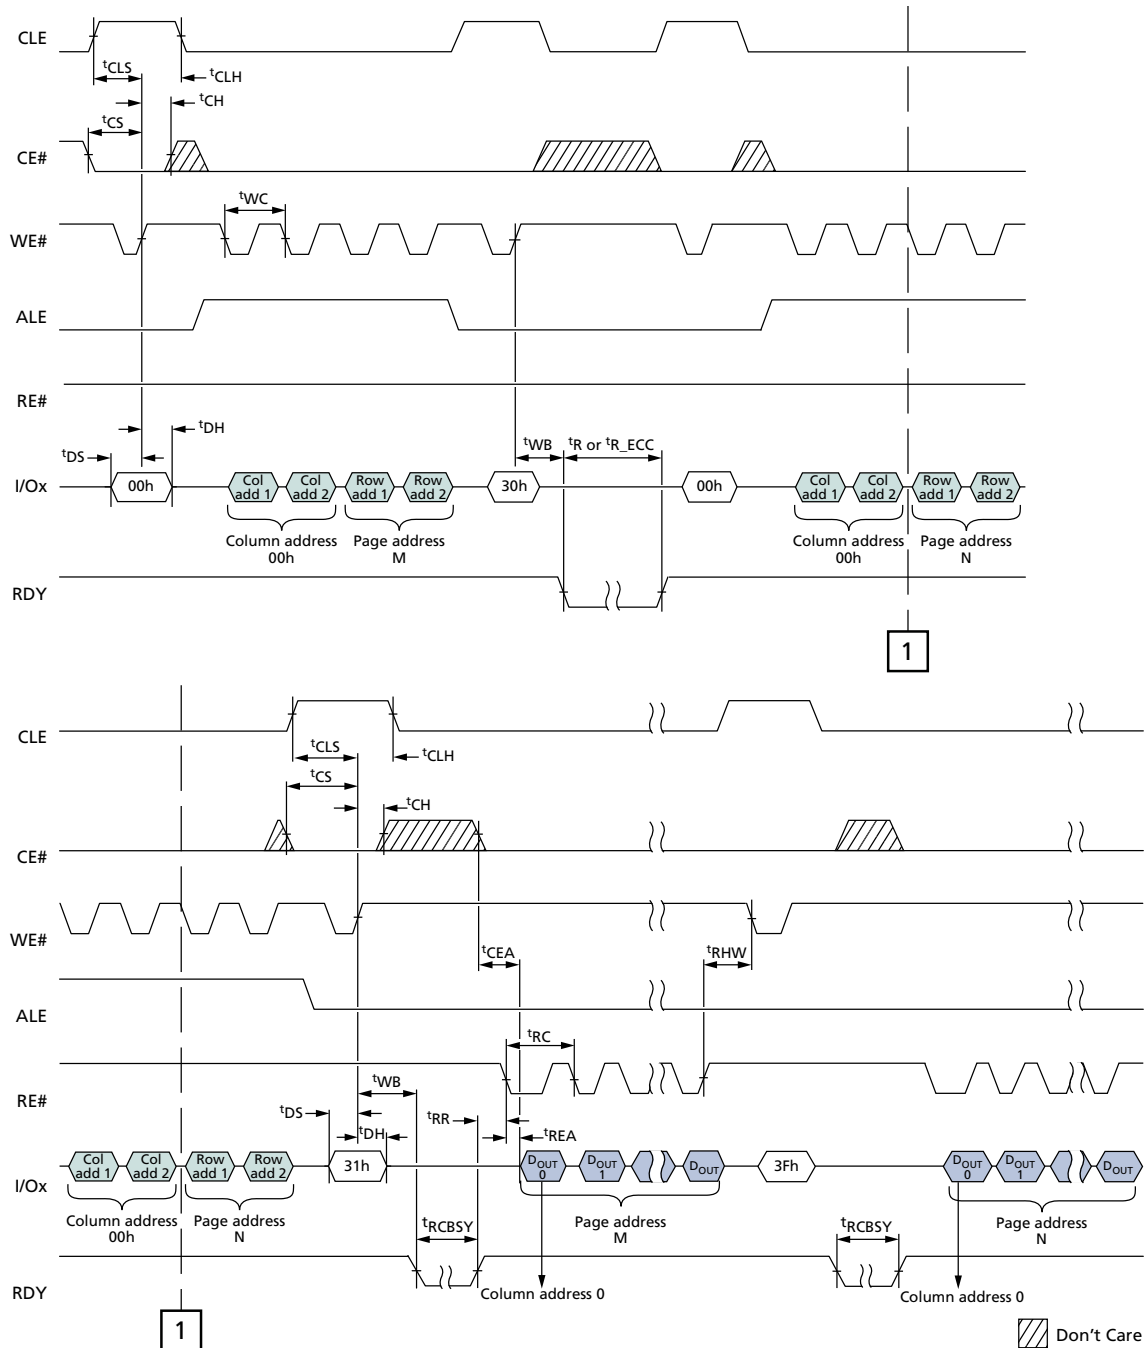 CLE
tCLS
tCLH
tCH
tCS
CE#
tWC
WE#
ALE
RE#
tDH
tDS
tWB
tR or tR_ECC
I/Ox
00h
Col add 1
Col add 2
Row add 1
Row add 2
30h
00h
Col add 1
Col add 2
Row add 1
Row add 2
Column address
00h
Page address
M
Column address
00h
Page address
N
RDY
1
CLE
tCLS
tCLH
tCS
tCH
CE#
WE#
tCEA
tRHW
ALE
tRC
RE#
tWB
tDS
tDH
tRR
tREA
I/Ox
Col add 1
Col add 2
Row add 1
Row add 2
31h
DOUT 0
DOUT 1
DOUT
3Fh
DOUT 0
DOUT 1
DOUT
Column address
00h
Page address
N
tRCBSY
Page address
M
tRCBSY
Page address
N
RDY
Column address 0
Column address 0
1
Don't Care